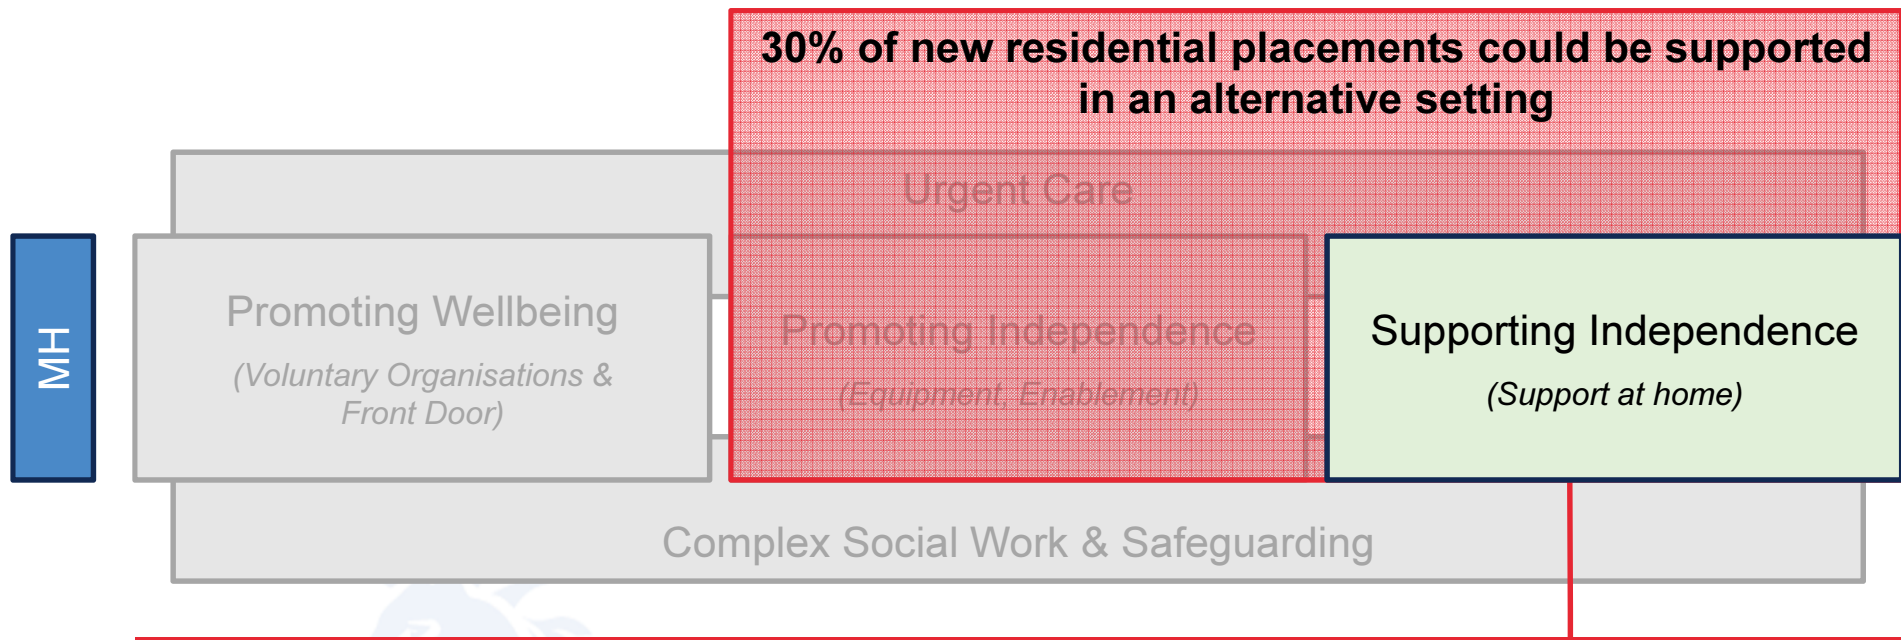 30% of new residential placements could be supported
in an alternative setting
Urgent Care
MH
Promoting Wellbeing
(Voluntary Organisations &
Front Door)
Promoting Independence
(Equipment, Enablement)
Supporting Independence
(Support at home)
Complex Social Work & Safeguarding